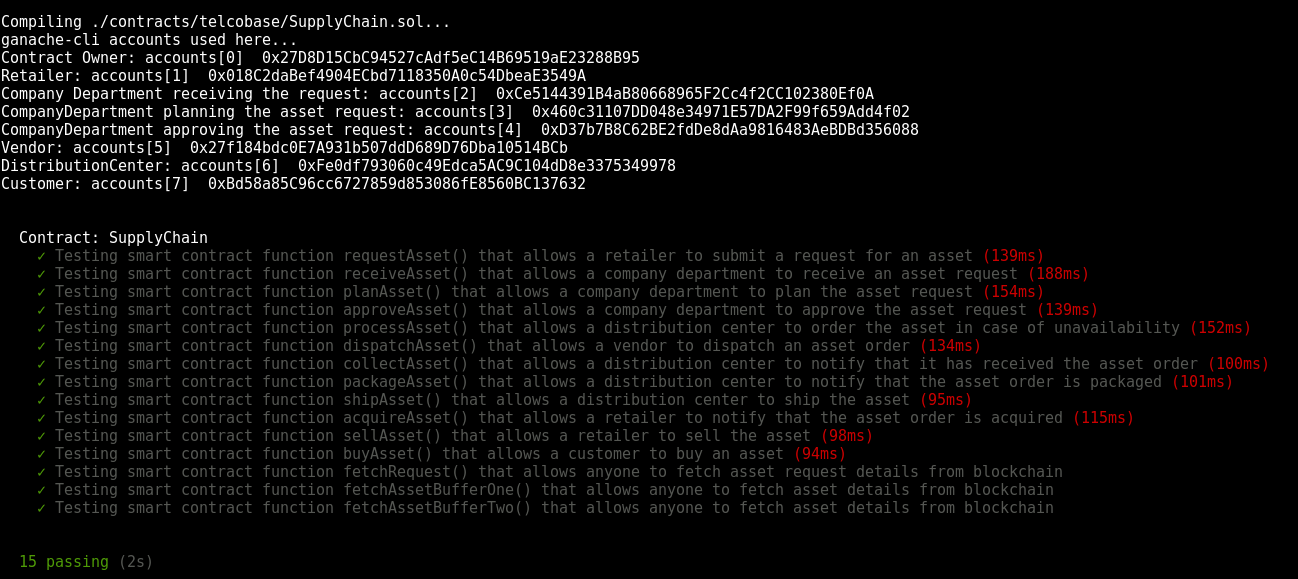 Compiling ./contracts/telcobase/SupplyChain.sol...
ganache-cli accounts used here...
Contract Owner: accounts[0]  0x27D8D15CbC94527cAdf5eC14B69519aE23288B95
Retailer: accounts[1]  0x018C2daBef4904ECbd7118350A0c54DbeaE3549A
Company Department receiving the request: accounts[2]  0xCe5144391B4aB80668965F2Cc4f2CC102380Ef0A
CompanyDepartment planning the asset request: accounts[3]  0x460c31107DD048e34971E57DA2F99f659Add4f02
CompanyDepartment approving the asset request: accounts[4]  0xD37b7B8C62BE2fdDe8dAa9816483AeBDBd356088
Vendor: accounts[5]  0x27f184bdc0E7A931b507ddD689D76Dba10514BCb
DistributionCenter: accounts[6]  0xFe0df793060c49Edca5AC9C104dD8e3375349978
Customer: accounts[7]  0xBd58a85C96cc6727859d853086fE8560BC137632
Contract: SupplyChain
✓ Testing smart contract function requestAsset() that allows a retailer to submit a request for an asset (139ms)
✓ Testing smart contract function receiveAsset() that allows a company department to receive an asset request (188ms)
✓ Testing smart contract function planAsset() that allows a company department to plan the asset request (154ms)
✓ Testing smart contract function approveAsset() that allows a company department to approve the asset request (139ms)
✓ Testing smart contract function processAsset() that allows a distribution center to order the asset in case of unavailability (152ms)
✓ Testing smart contract function dispatchAsset() that allows a vendor to dispatch an asset order (134ms)
✓ Testing smart contract function collectAsset() that allows a distribution center to notify that it has received the asset order (100ms)
✓ Testing smart contract function packageAsset() that allows a distribution center to notify that the asset order is packaged (101ms)
✓ Testing smart contract function shipAsset() that allows a distribution center to ship the asset (95ms)
✓ Testing smart contract function acquireAsset() that allows a retailer to notify that the asset order is acquired (115ms)
✓ Testing smart contract function sellAsset() that allows a retailer to sell the asset (98ms)
✓ Testing smart contract function buyAsset() that allows a customer to buy an asset (94ms)
✓ Testing smart contract function fetchRequest() that allows anyone to fetch asset request details from blockchain
✓ Testing smart contract function fetchAssetBufferOne() that allows anyone to fetch asset details from blockchain
✓ Testing smart contract function fetchAssetBufferTwo() that allows anyone to fetch asset details from blockchain
15 passing (2s)